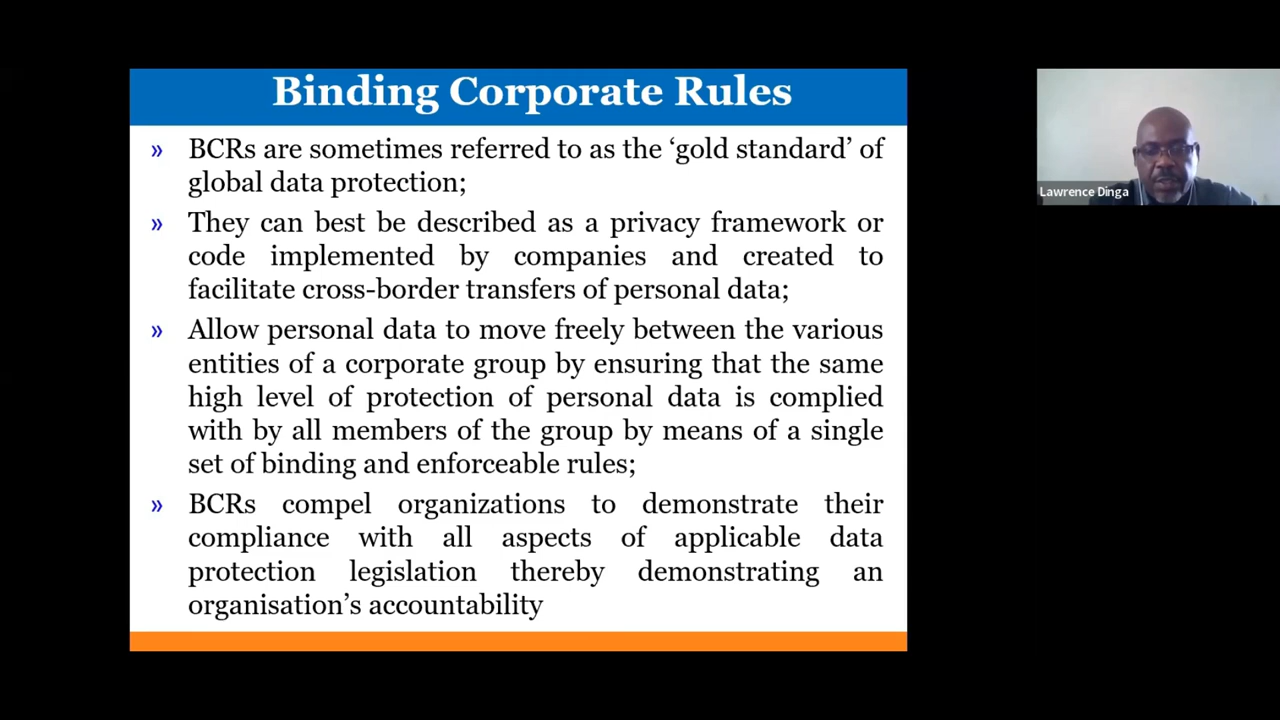 Binding Corporate Rules
» BCRs are sometimes referred to as the ‘gold standard’ of
global data protection;
» They can best be described as a privacy framework or
code implemented by companies and created to
facilitate cross-border transfers of personal data;
» Allow personal data to move freely between the various
entities of a corporate group by ensuring that the same
high level of protection of personal data is complied
with by all members of the group by means of a single
set of binding and enforceable rules;
» BCRs compel organizations to demonstrate their
compliance with all aspects of applicable data
protection legislation thereby demonstrating an
organisation’s accountability
Lawrence Dinga